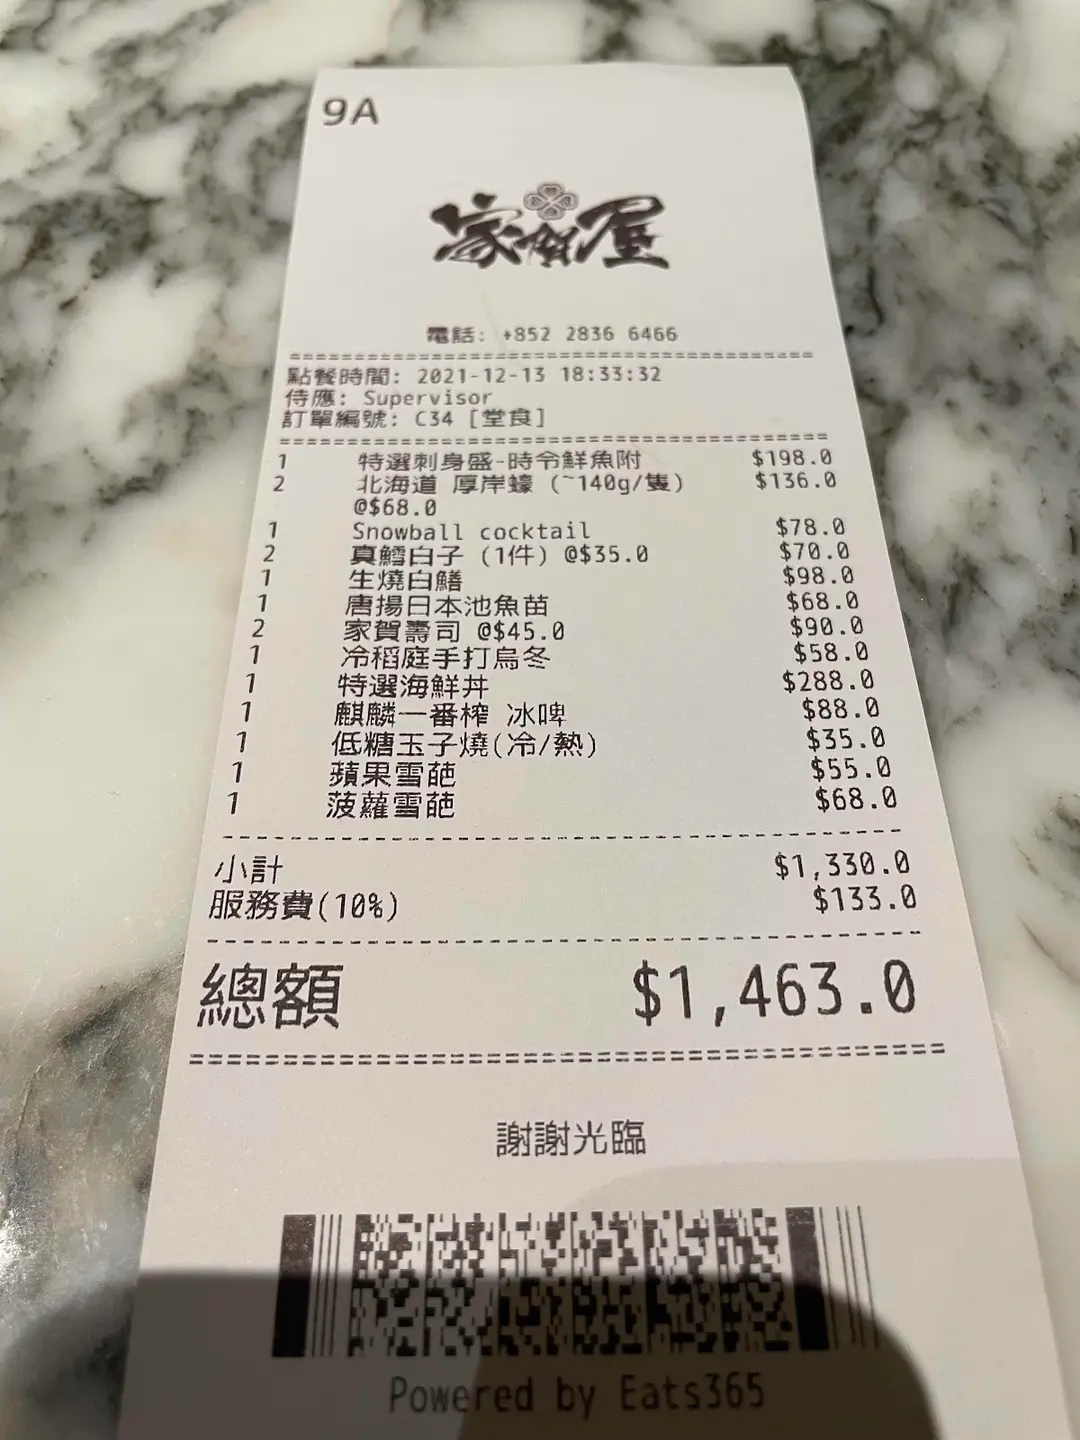 9A
家賀屋
電話: +852 2836 6466
點餐時間: 2021-12-13 18:33:32
侍應: Supervisor
訂單編號: C34 [堂食]
1 特選刺身盛-時令鮮魚附 $198.0
2 北海道 厚岸蠔 (~140g/隻) $136.0
@$68.0
1 Snowball cocktail $78.0
2 真鱈白子 (1件) @$35.0 $70.0
1 生燒白鱔 $98.0
1 唐揚日本池魚苗 $68.0
2 家賀壽司 @$45.0 $90.0
1 冷稻庭手打烏冬 $58.0
1 特選海鮮丼 $288.0
1 麒麟一番榨 冰啤 $88.0
1 低糖玉子燒(冷/熱) $35.0
1 蘋果雪葩 $55.0
1 菠蘿雪葩 $68.0
小計 $1,330.0
服務費(10%) $133.0
總額 $1,463.0
謝謝光臨
Powered by Eats365